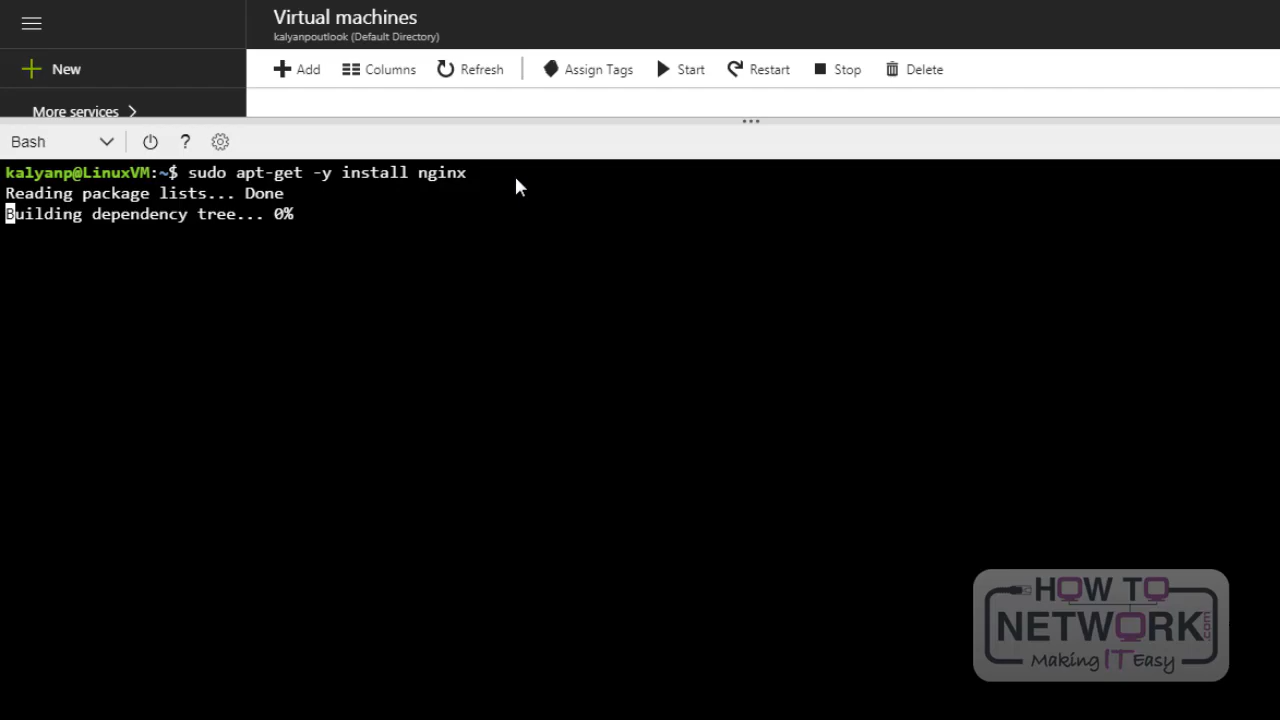 Virtual machines
kalyanpoutlook (Default Directory)
New
Add Columns Refresh Assign Tags Start Restart Stop Delete
More services
Bash
?
kalyanp@LinuxVM:~$ sudo apt-get -y install nginx
Reading package lists... Done
Building dependency tree... 0%
HOW TO
NETWORK.com
Making IT Easy